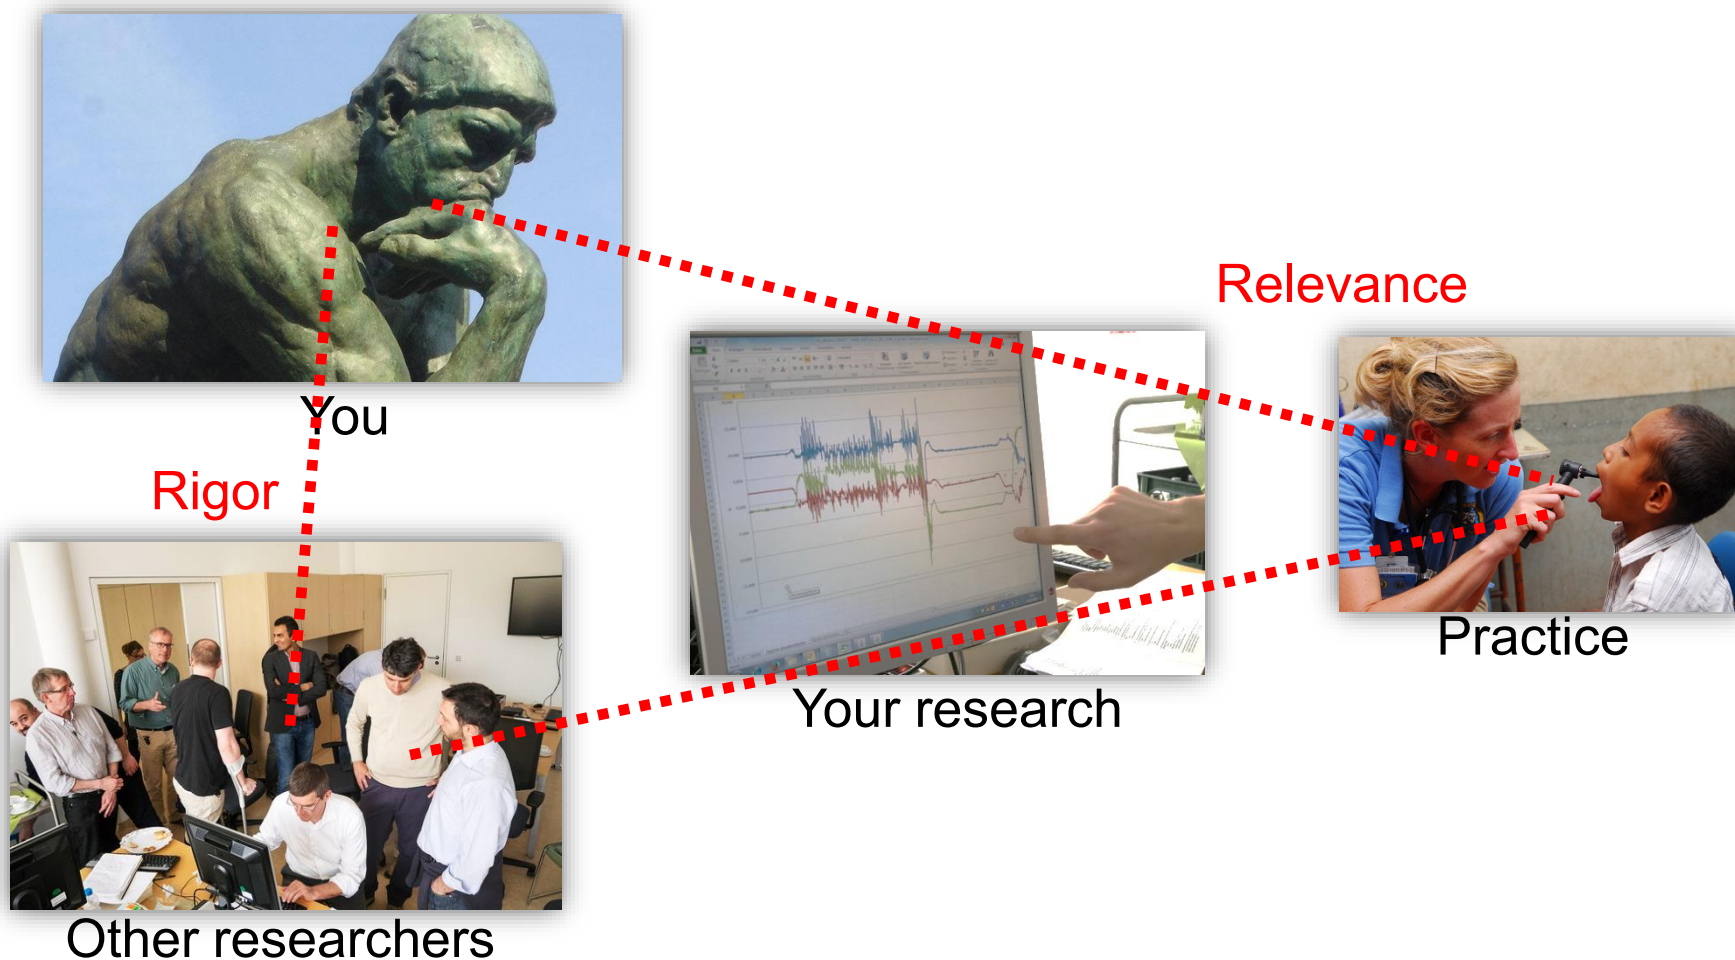 You
Relevance
Rigor
Practice
Your research
Other researchers